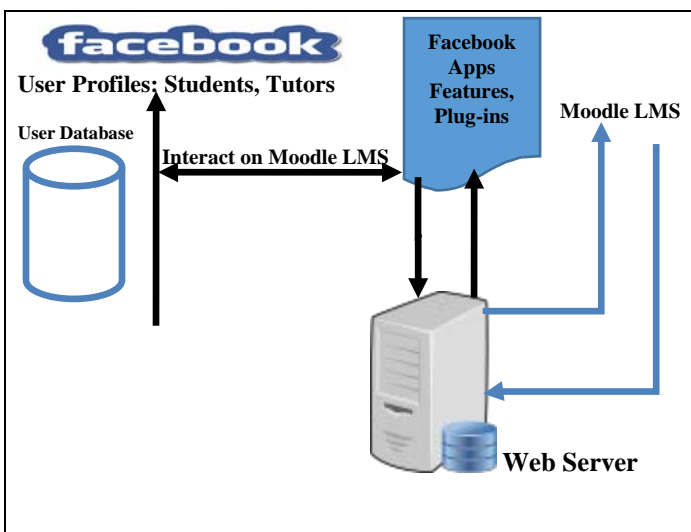 facebook
User Profiles: Students, Tutors
Facebook
Apps
Features,
Plug-ins
Moodle LMS
User Database
Interact on Moodle LMS
Web Server